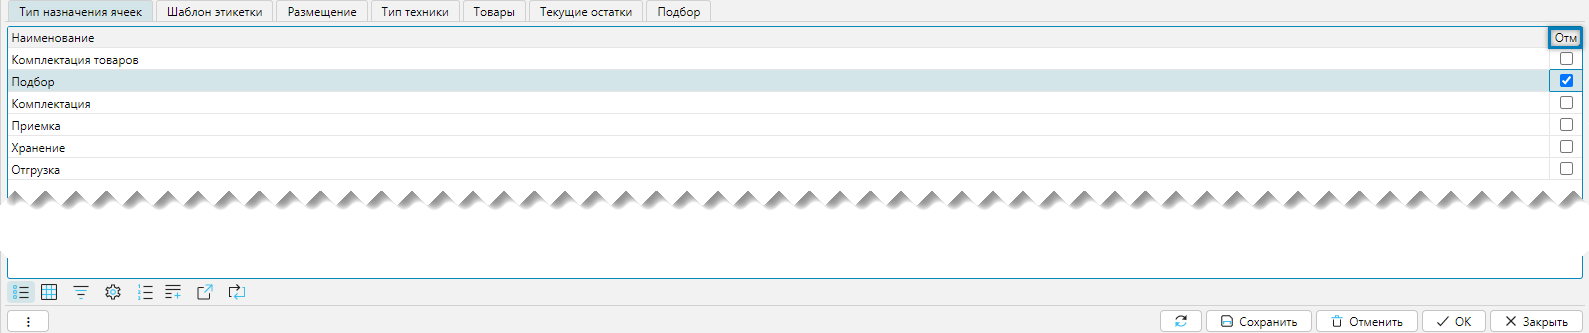 Тип назначения ячеек Шаблон этикетки Размещение Тип техники Товары Текущие остатки Подбор
Наименование Отм
Комплектация товаров
Подбор
Комплектация
Приемка
Хранение
Отгрузка
Сохранить Отменить ОК Закрыть